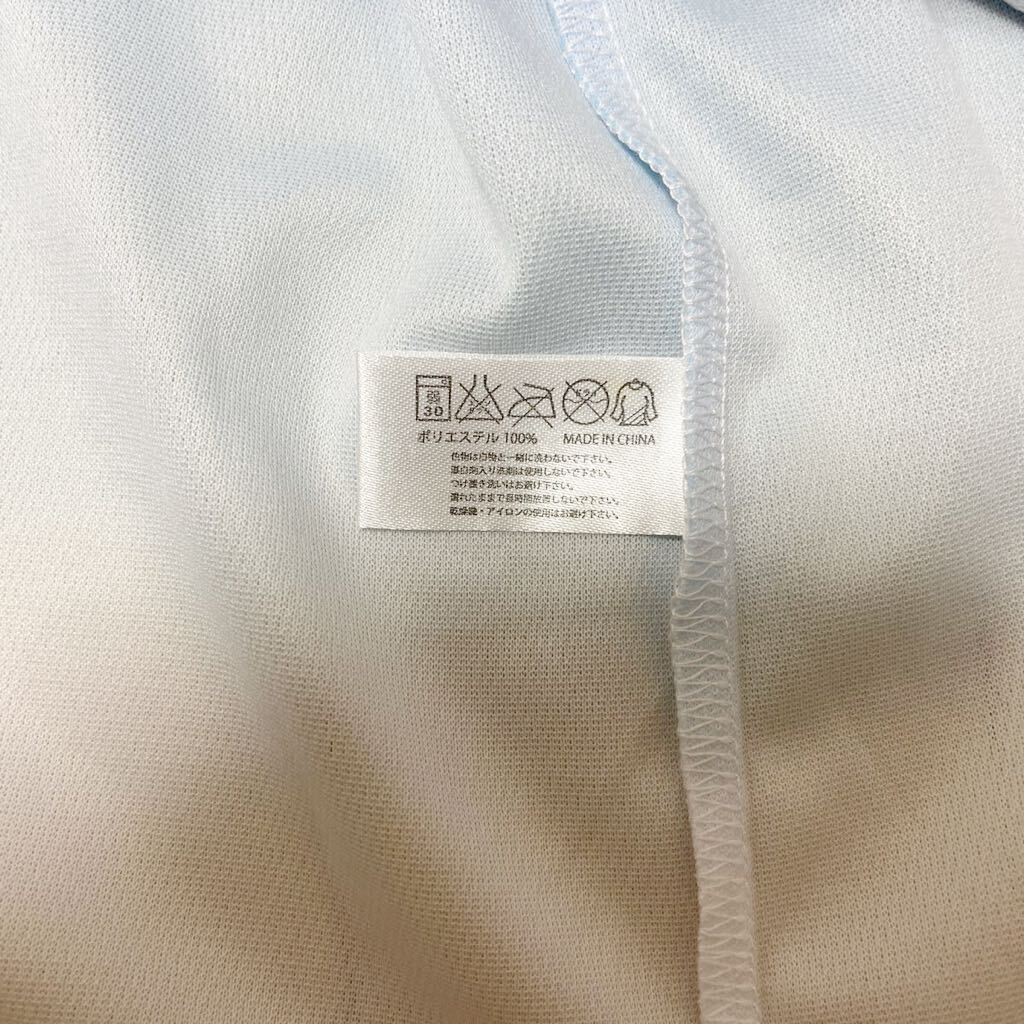 弱
30
ポリエステル 100% MADE IN CHINA
色物は白物と一緒に洗わないで下さい。
蛍白剤入り洗剤は使用しないで下さい。
つけ置き洗いはお避け下さい。
濡れたままで長時間放置しないで下さい。
乾燥機・アイロンの使用はお避け下さい。